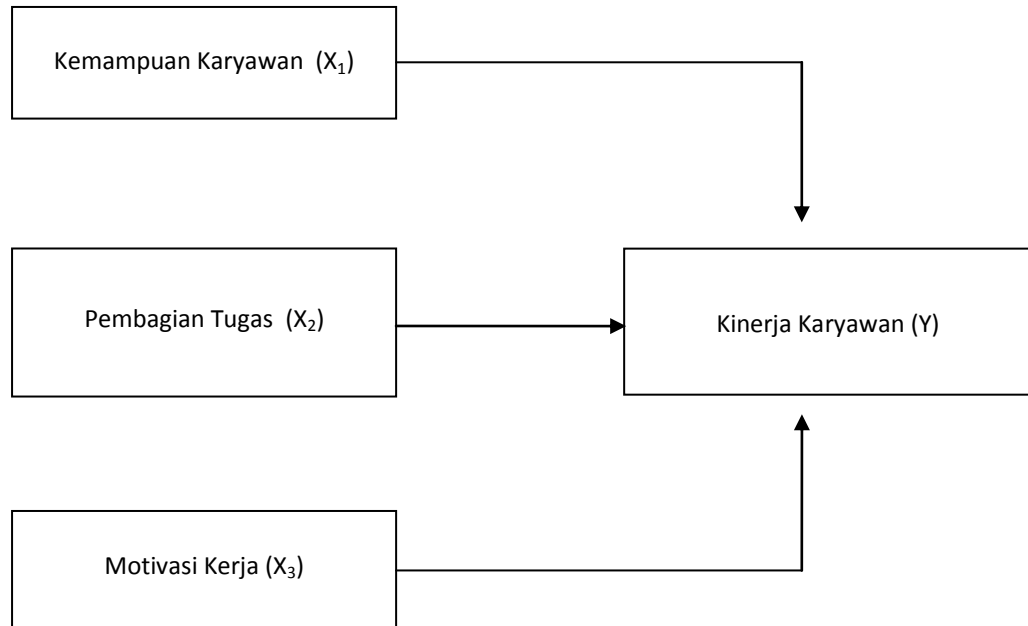 Kemampuan Karyawan (X₁)
Pembagian Tugas (X₂)
Kinerja Karyawan (Y)
Motivasi Kerja (X₃)